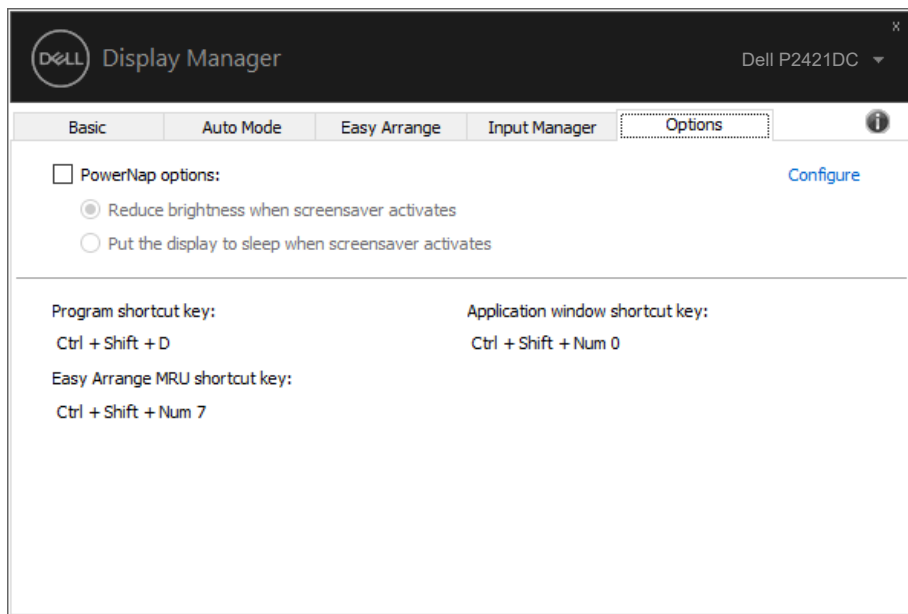 x
DELL Display Manager
Dell P2421DC
Basic Auto Mode Easy Arrange Input Manager Options
PowerNap options: Configure
Reduce brightness when screensaver activates
Put the display to sleep when screensaver activates
Program shortcut key: Application window shortcut key:
Ctrl + Shift + D Ctrl + Shift + Num 0
Easy Arrange MRU shortcut key:
Ctrl + Shift + Num 7